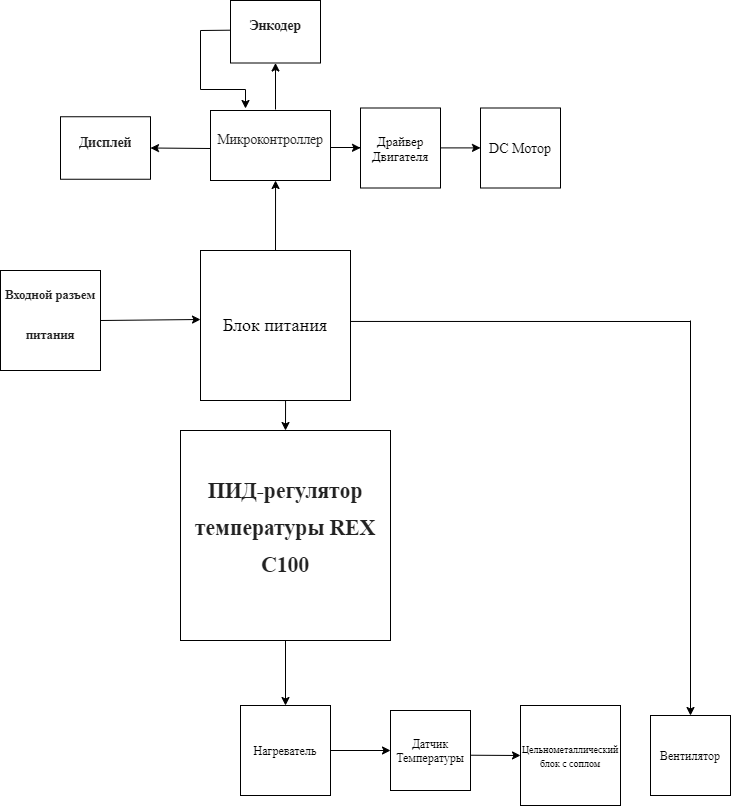 Энкодер
Дисплей
Микроконтроллер
Драйвер
Двигателя
DC Мотор
Входной разъем
питания
Блок питания
ПИД-регулятор
температуры REX
C100
Нагреватель
Датчик
Температуры
Цельнометаллический
блок с соплом
Вентилятор